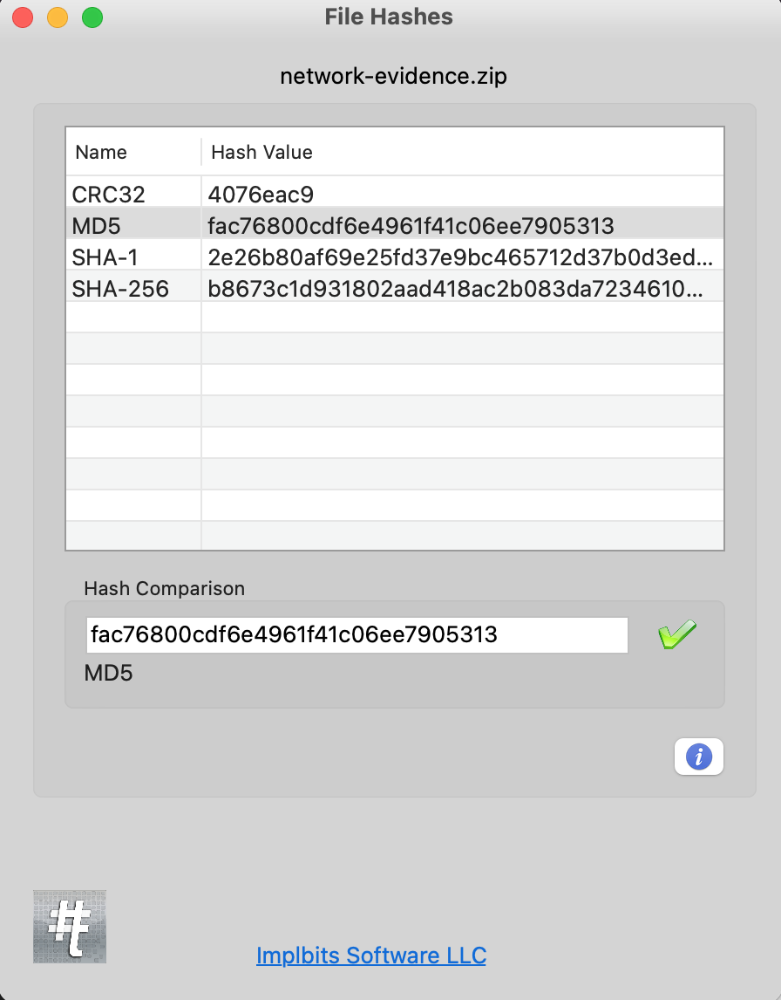 File Hashes
network-evidence.zip
Name Hash Value
CRC32 4076eac9
MD5 fac76800cdf6e4961f41c06ee7905313
SHA-1 2e26b80af69e25fd37e9bc465712d37b0d3ed...
SHA-256 b8673c1d931802aad418ac2b083da7234610...
Hash Comparison
fac76800cdf6e4961f41c06ee7905313
MD5
Implbits Software LLC